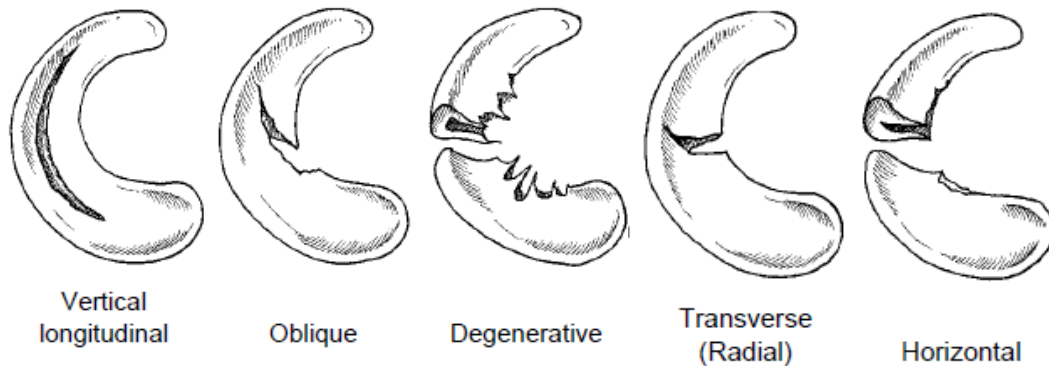 Vertical
longitudinal
Oblique
Degenerative
Transverse
(Radial)
Horizontal